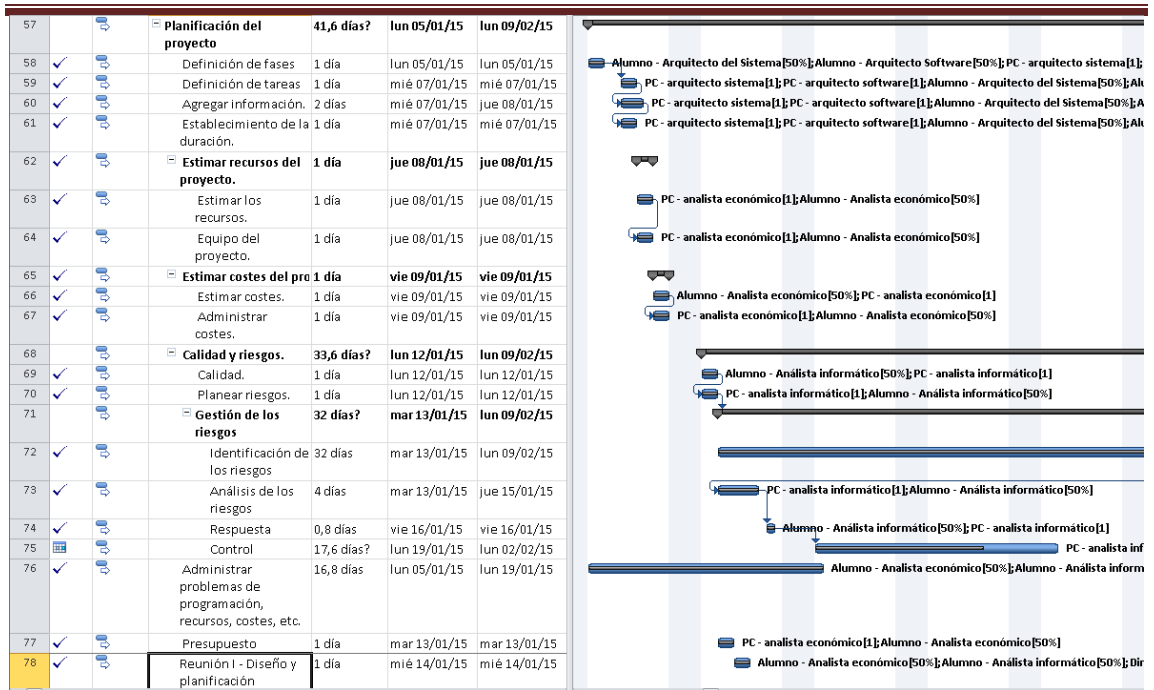 57 Planificación del proyecto 41,6 días? lun 05/01/15 lun 09/02/15
58 Definición de fases 1 día lun 05/01/15 lun 05/01/15 Alumno - Arquitecto del Sistema[50%];Alumno - Arquitecto Software[50%];PC - arquitecto sistema[1];
59 Definición de tareas 1 día mié 07/01/15 mié 07/01/15 PC - arquitecto sistema[1];PC - arquitecto software[1];Alumno - Arquitecto del Sistema[50%];Alu
60 Agregar información. 2 días mié 07/01/15 jue 08/01/15 PC - arquitecto sistema[1];PC - arquitecto software[1];Alumno - Arquitecto del Sistema[50%];A
61 Establecimiento de la duración. 1 día mié 07/01/15 mié 07/01/15 PC - arquitecto sistema[1];PC - arquitecto software[1];Alumno - Arquitecto del Sistema[50%];Alu
62 Estimar recursos del proyecto. 1 día jue 08/01/15 jue 08/01/15
63 Estimar los recursos. 1 día jue 08/01/15 jue 08/01/15 PC - analista económico[1];Alumno - Analista económico[50%]
64 Equipo del proyecto. 1 día jue 08/01/15 jue 08/01/15 PC - analista económico[1];Alumno - Analista económico[50%]
65 Estimar costes del pro 1 día vie 09/01/15 vie 09/01/15
66 Estimar costes. 1 día vie 09/01/15 vie 09/01/15 Alumno - Analista económico[50%];PC - analista económico[1]
67 Administrar costes. 1 día vie 09/01/15 vie 09/01/15 PC - analista económico[1];Alumno - Analista económico[50%]
68 Calidad y riesgos. 33,6 días? lun 12/01/15 lun 09/02/15
69 Calidad. 1 día lun 12/01/15 lun 12/01/15 Alumno - Análista informático[50%];PC - analista informático[1]
70 Planear riesgos. 1 día lun 12/01/15 lun 12/01/15 PC - analista informático[1];Alumno - Análista informático[50%]
71 Gestión de los riesgos 32 días? mar 13/01/15 lun 09/02/15
72 Identificación de los riesgos 32 días mar 13/01/15 lun 09/02/15
73 Análisis de los riesgos 4 días mar 13/01/15 jue 15/01/15 PC - analista informático[1];Alumno - Análista informático[50%]
74 Respuesta 0,8 días vie 16/01/15 vie 16/01/15 Alumno - Análista informático[50%];PC - analista informático[1]
75 Control 17,6 días? lun 19/01/15 lun 02/02/15 PC - analista inf
76 Administrar problemas de programación, recursos, costes, etc. 16,8 días lun 05/01/15 lun 19/01/15 Alumno - Analista económico[50%];Alumno - Análista inform
77 Presupuesto 1 día mar 13/01/15 mar 13/01/15 PC - analista económico[1];Alumno - Analista económico[50%]
78 Reunión I - Diseño y planificación 1 día mié 14/01/15 mié 14/01/15 Alumno - Analista económico[50%];Alumno - Análista informático[50%];Dir